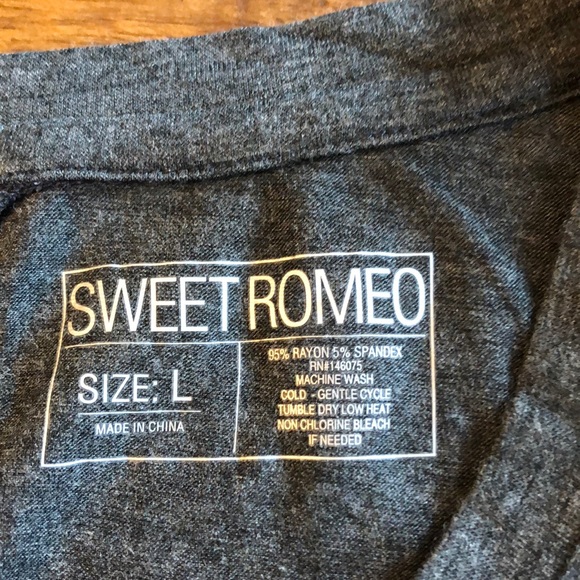 SWEET ROMEO
SIZE: L
MADE IN CHINA
95% RAYON 5% SPANDEX
RN#146075
MACHINE WASH
COLD - GENTLE CYCLE
TUMBLE DRY LOW HEAT
NON CHLORINE BLEACH
IF NEEDED